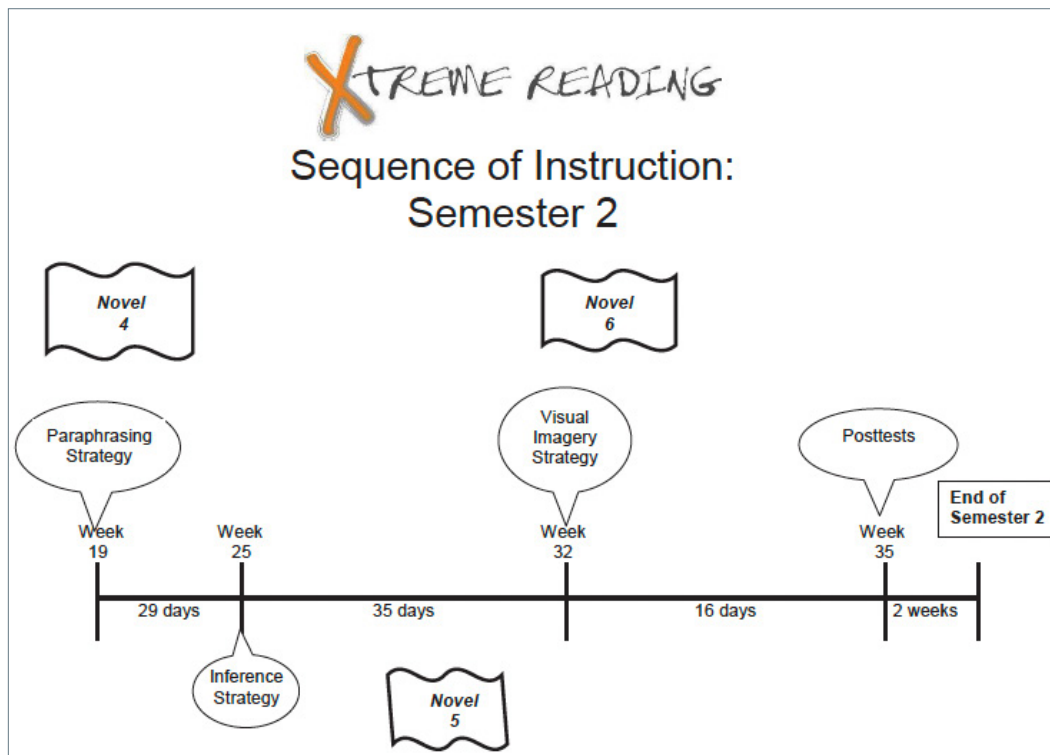 XTREME READING
Sequence of Instruction:
Semester 2
Novel
4
Novel
6
Paraphrasing
Strategy
Visual
Imagery
Strategy
Posttests
End of
Semester 2
Week
19
Week
25
Week
32
Week
35
29 days
35 days
16 days
2 weeks
Inference
Strategy
Novel
5